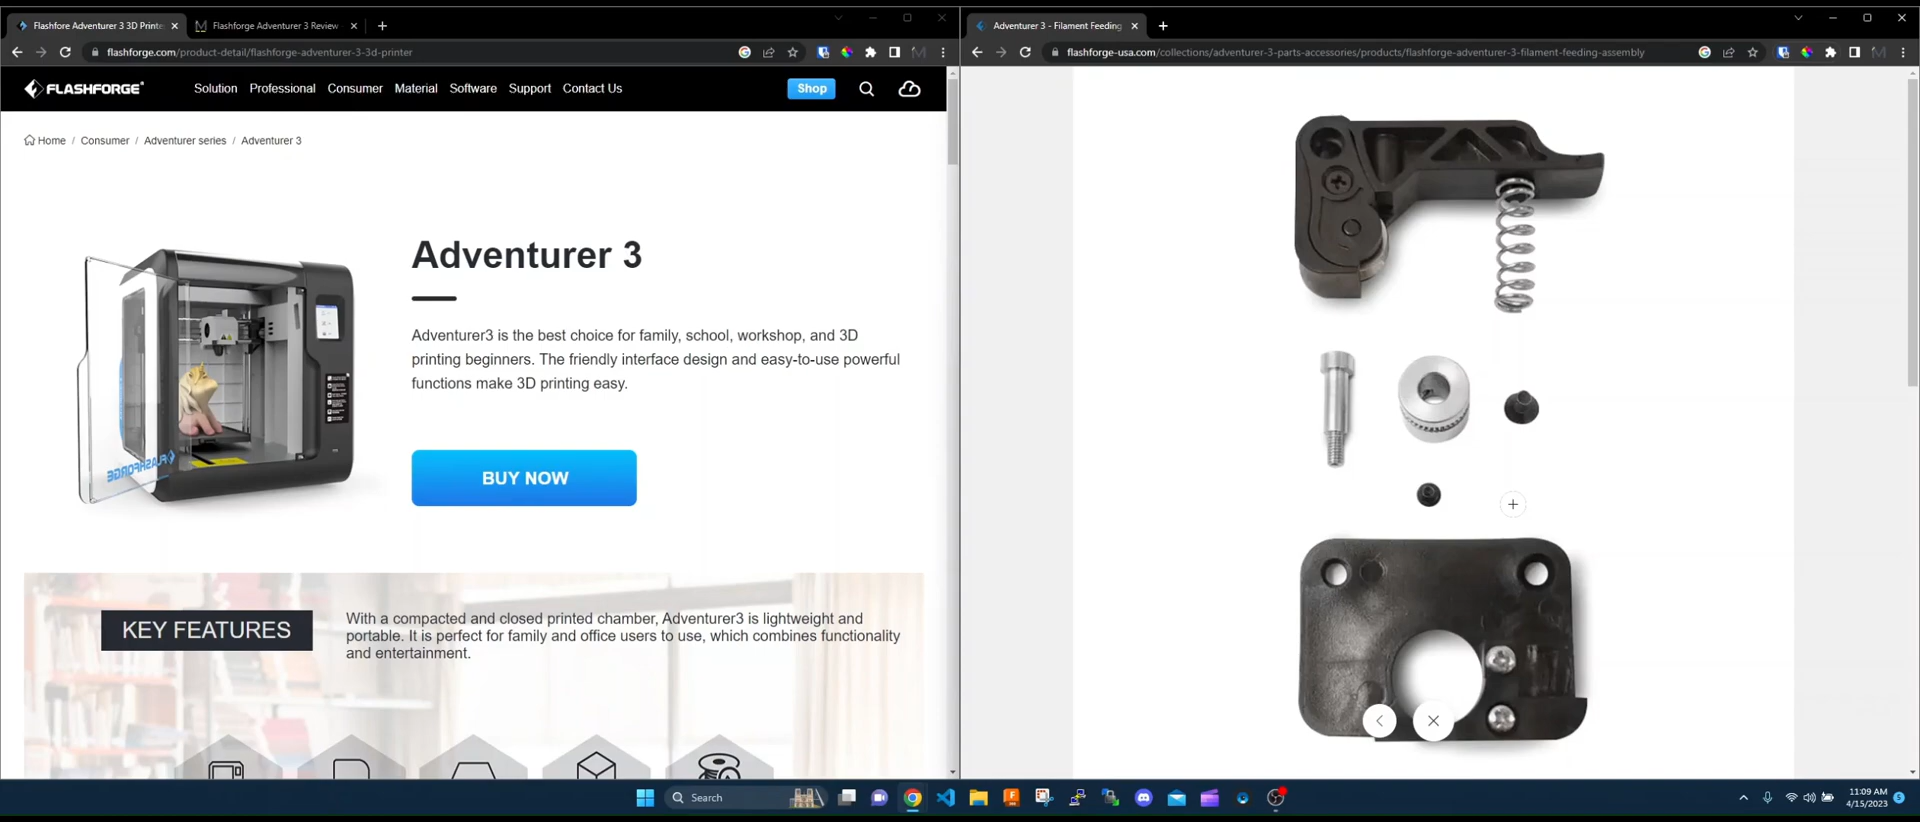 Flashfore Adventurer 3 3D Printe
Flashforge Adventurer 3 Review
flashforge.com/product-detail/flashforge-adventurer-3-3d-printer
FLASHFORGE
Solution
Professional
Consumer
Material
Software
Support
Contact Us
Shop
Home / Consumer / Adventurer series / Adventurer 3
FLASHFORGE
Adventurer 3
Adventurer3 is the best choice for family, school, workshop, and 3D
printing beginners. The friendly interface design and easy-to-use powerful
functions make 3D printing easy.
BUY NOW
KEY FEATURES
With a compacted and closed printed chamber, Adventurer3 is lightweight and
portable. It is perfect for family and office users to use, which combines functionality
and entertainment.
Adventurer 3 - Filament Feeding
flashforge-usa.com/collections/adventurer-3-parts-accessories/products/flashforge-adventurer-3-filament-feeding-assembly
Search
11:09 AM
4/15/2023
5